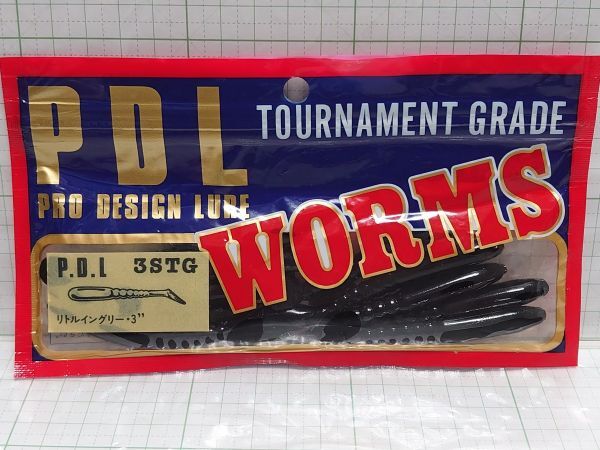 PDL
TOURNAMENT GRADE
PRO DESIGN LURE
WORMS
P.D.L 3STG
リトルイングリー・3"